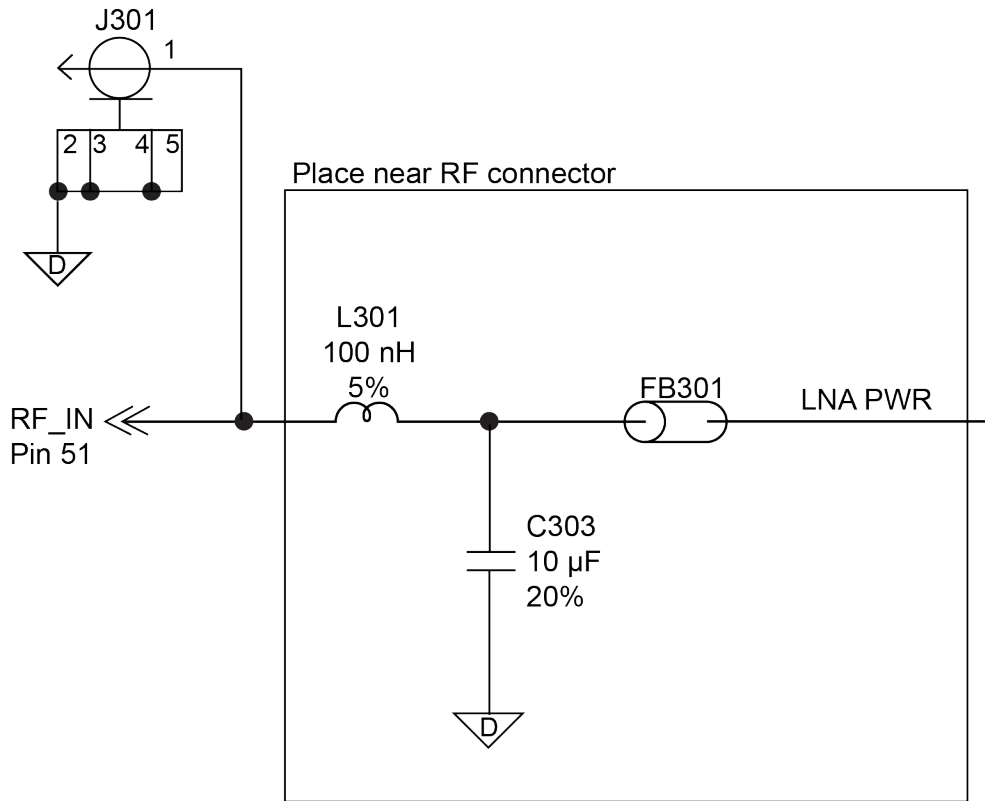 J301
1
2 3 4 5
D
Place near RF connector
L301
100 nH
5%
FB301
LNA PWR
RF_IN
Pin 51
C303
10 µF
20%
D